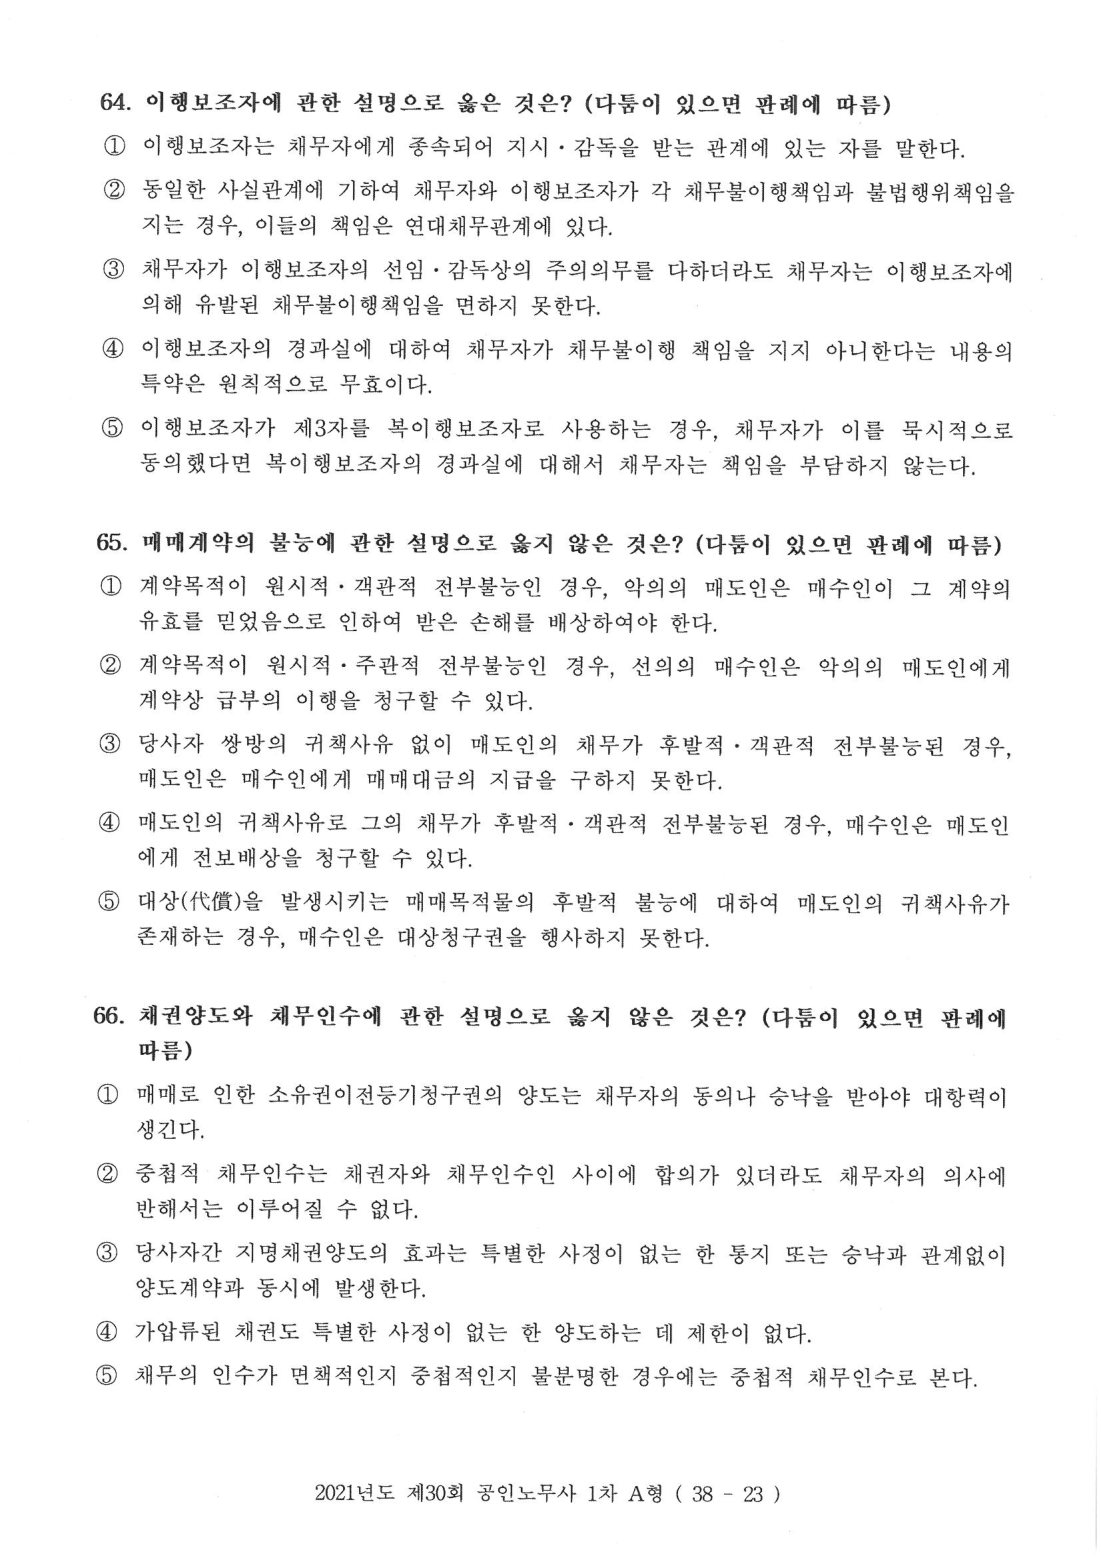 64. 이행보조자에 관한 설명으로 옳은 것은? (다툼이 있으면 판례에 따름)
① 이행보조자는 채무자에게 종속되어 지시·감독을 받는 관계에 있는 자를 말한다.
② 동일한 사실관계에 기하여 채무자와 이행보조자가 각 채무불이행책임과 불법행위책임을
지는 경우, 이들의 책임은 연대채무관계에 있다.
③ 채무자가 이행보조자의 선임·감독상의 주의의무를 다하더라도 채무자는 이행보조자에
의해 유발된 채무불이행책임을 면하지 못한다.
④ 이행보조자의 경과실에 대하여 채무자가 채무불이행 책임을 지지 아니한다는 내용의
특약은 원칙적으로 무효이다.
⑤ 이행보조자가 제3자를 복이행보조자로 사용하는 경우, 채무자가 이를 묵시적으로
동의했다면 복이행보조자의 경과실에 대해서 채무자는 책임을 부담하지 않는다.
65. 매매계약의 불능에 관한 설명으로 옳지 않은 것은? (다툼이 있으면 판례에 따름)
① 계약목적이 원시적·객관적 전부불능인 경우, 악의의 매도인은 매수인이 그 계약의
유효를 믿었음으로 인하여 받은 손해를 배상하여야 한다.
② 계약목적이 원시적·주관적 전부불능인 경우, 선의의 매수인은 악의의 매도인에게
계약상 급부의 이행을 청구할 수 있다.
③ 당사자 쌍방의 귀책사유 없이 매도인의 채무가 후발적·객관적 전부불능된 경우,
매도인은 매수인에게 매매대금의 지급을 구하지 못한다.
④ 매도인의 귀책사유로 그의 채무가 후발적·객관적 전부불능된 경우, 매수인은 매도인
에게 전보배상을 청구할 수 있다.
⑤ 대상(代償)을 발생시키는 매매목적물의 후발적 불능에 대하여 매도인의 귀책사유가
존재하는 경우, 매수인은 대상청구권을 행사하지 못한다.
66. 채권양도와 채무인수에 관한 설명으로 옳지 않은 것은? (다툼이 있으면 판례에
따름)
① 매매로 인한 소유권이전등기청구권의 양도는 채무자의 동의나 승낙을 받아야 대항력이
생긴다.
② 중첩적 채무인수는 채권자와 채무인수인 사이에 합의가 있더라도 채무자의 의사에
반해서는 이루어질 수 없다.
③ 당사자간 지명채권양도의 효과는 특별한 사정이 없는 한 통지 또는 승낙과 관계없이
양도계약과 동시에 발생한다.
④ 가압류된 채권도 특별한 사정이 없는 한 양도하는 데 제한이 없다.
⑤ 채무의 인수가 면책적인지 중첩적인지 불분명한 경우에는 중첩적 채무인수로 본다.
2021년도 제30회 공인노무사 1차 A형 ( 38 - 23 )